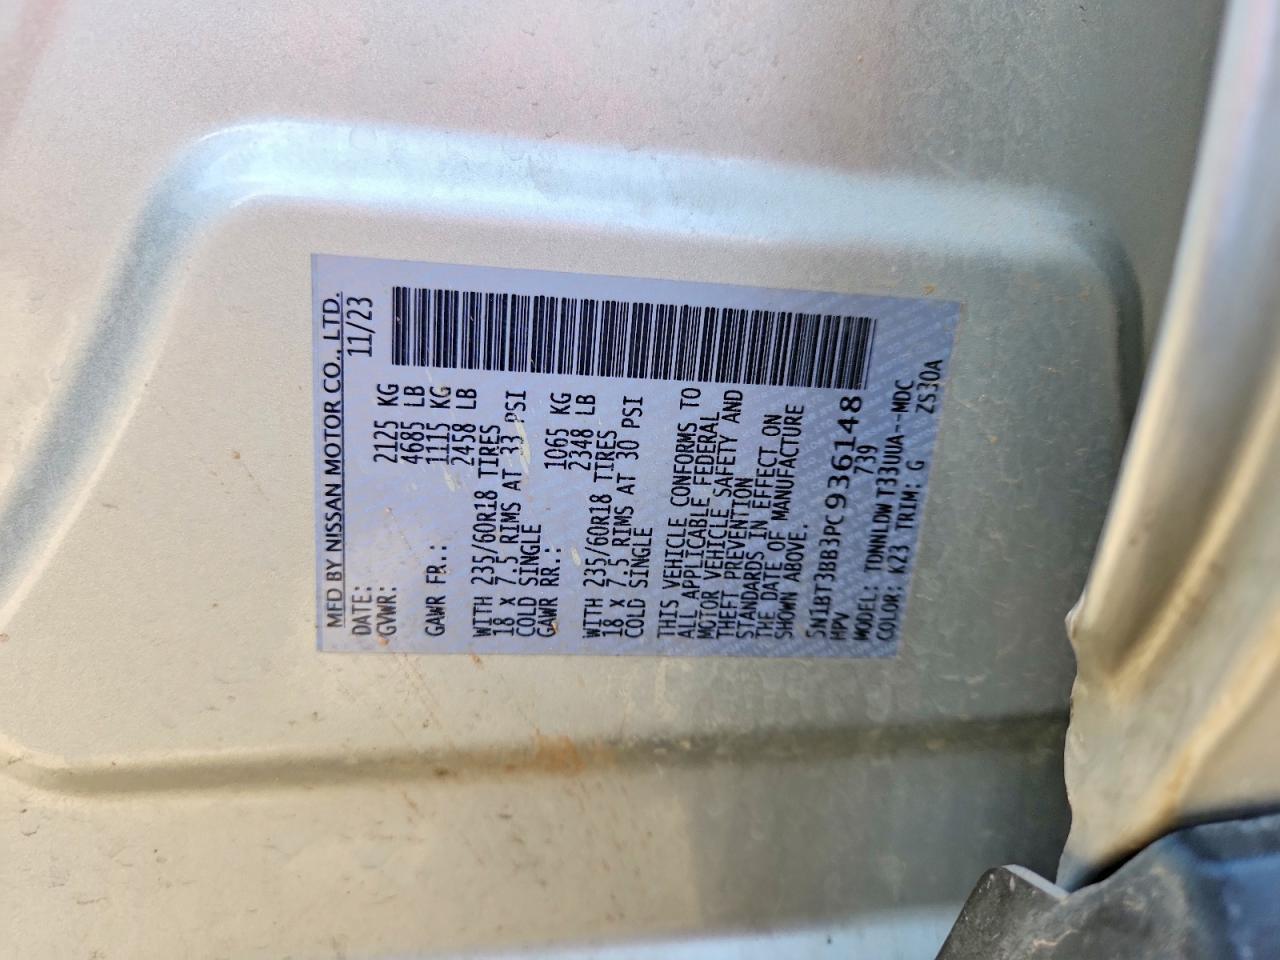 MFD BY NISSAN MOTOR CO., LTD.
DATE: 11/23
GVWR: 2125 KG
4685 LB
GAWR FR.: 1115 KG
2458 LB
WITH 235/60R18 TIRES
18 x 7.5 RIMS AT 33 PSI
COLD SINGLE
GAWR RR.: 1065 KG
2348 LB
WITH 235/60R18 TIRES
18 x 7.5 RIMS AT 30 PSI
COLD SINGLE
THIS VEHICLE CONFORMS TO
ALL APPLICABLE FEDERAL
MOTOR VEHICLE SAFETY AND
THEFT PREVENTION
STANDARDS IN EFFECT ON
THE DATE OF MANUFACTURE
SHOWN ABOVE.
5N1BT3BB3PC936148
MPV 739
MODEL: TDNNLDW T33UUA--MDC
COLOR: K23 TRIM: G ZS30A